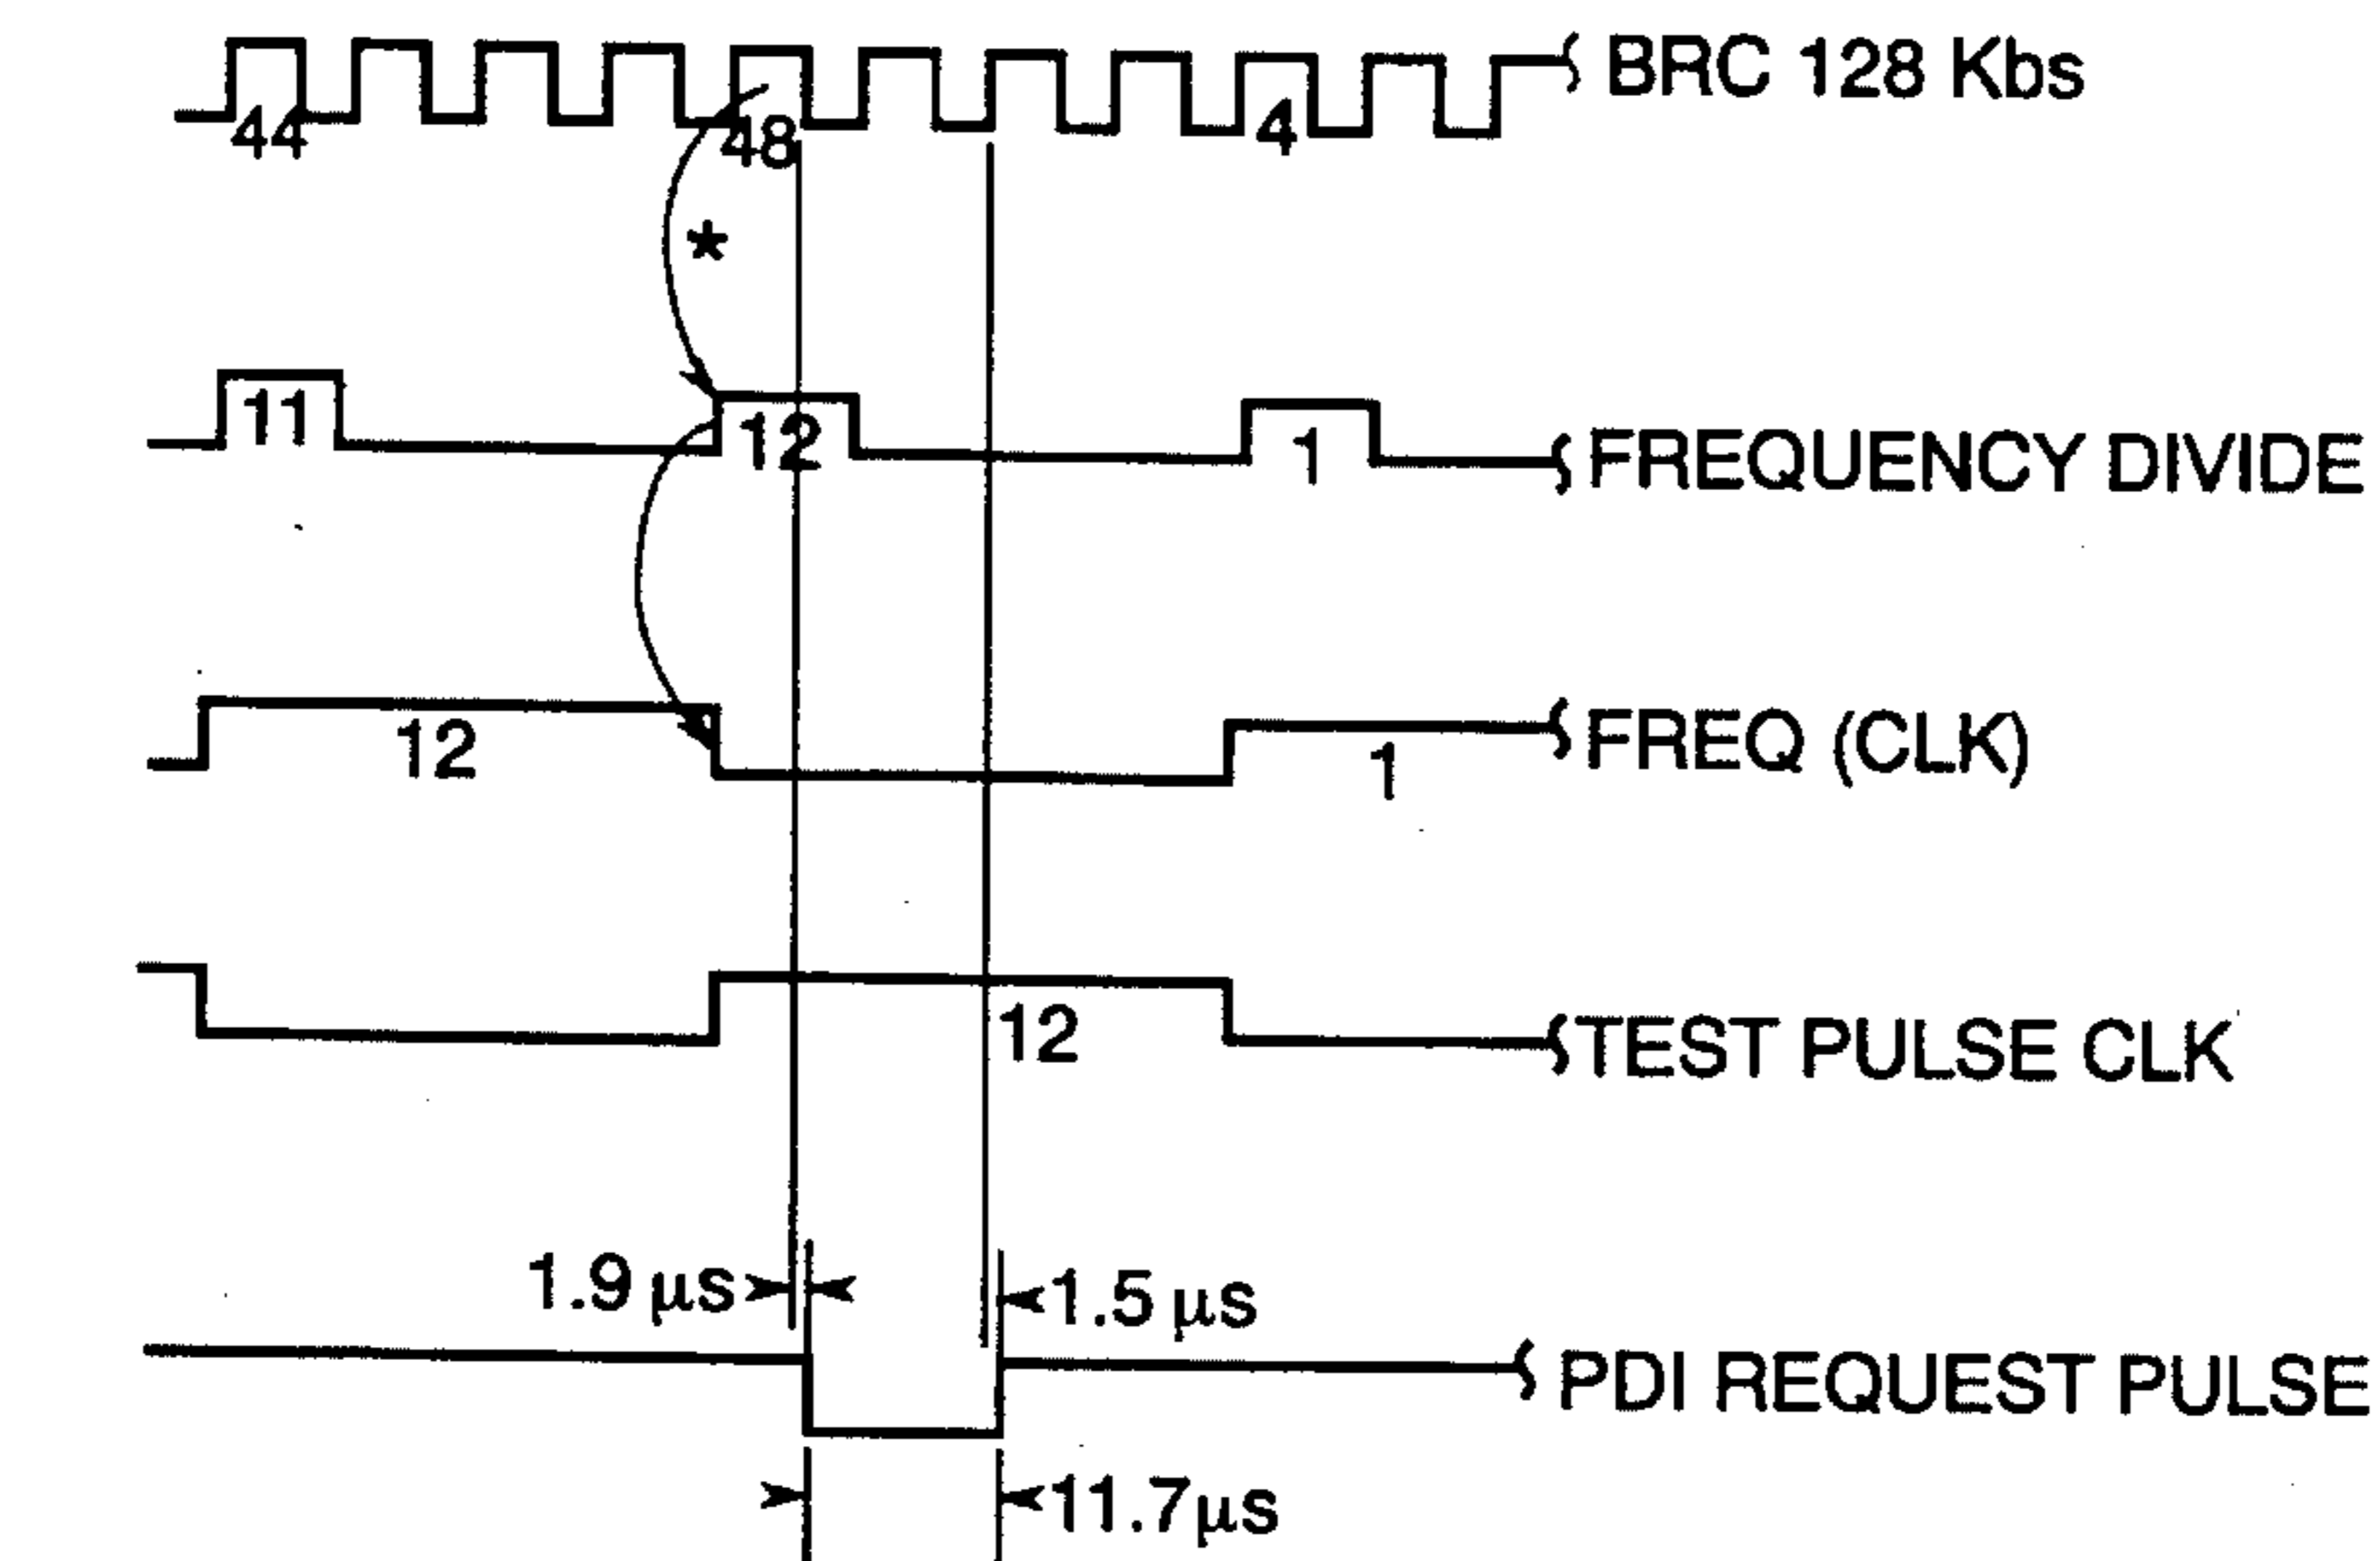 BRC 128 Kbs
44
48
4
*
11
12
1
FREQUENCY DIVIDE
12
1
FREQ (CLK)
12
TEST PULSE CLK
1.9 µs
1.5 µs
PDI REQUEST PULSE
11.7µs